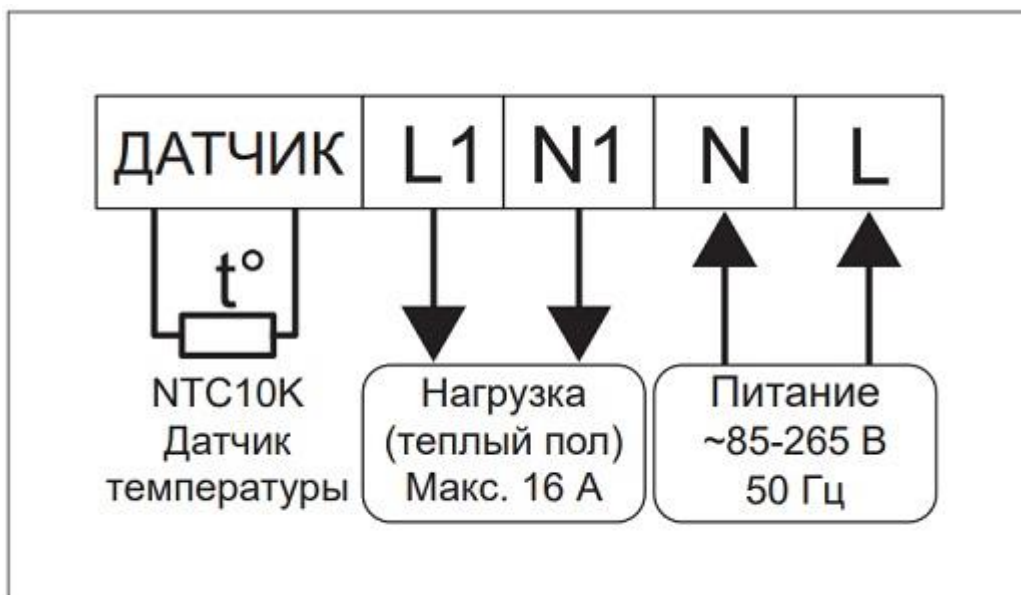 ДАТЧИК L1 N1 N L
t°
NTC10K
Датчик
температуры
Нагрузка
(теплый пол)
Макс. 16 А
Питание
~85-265 В
50 Гц